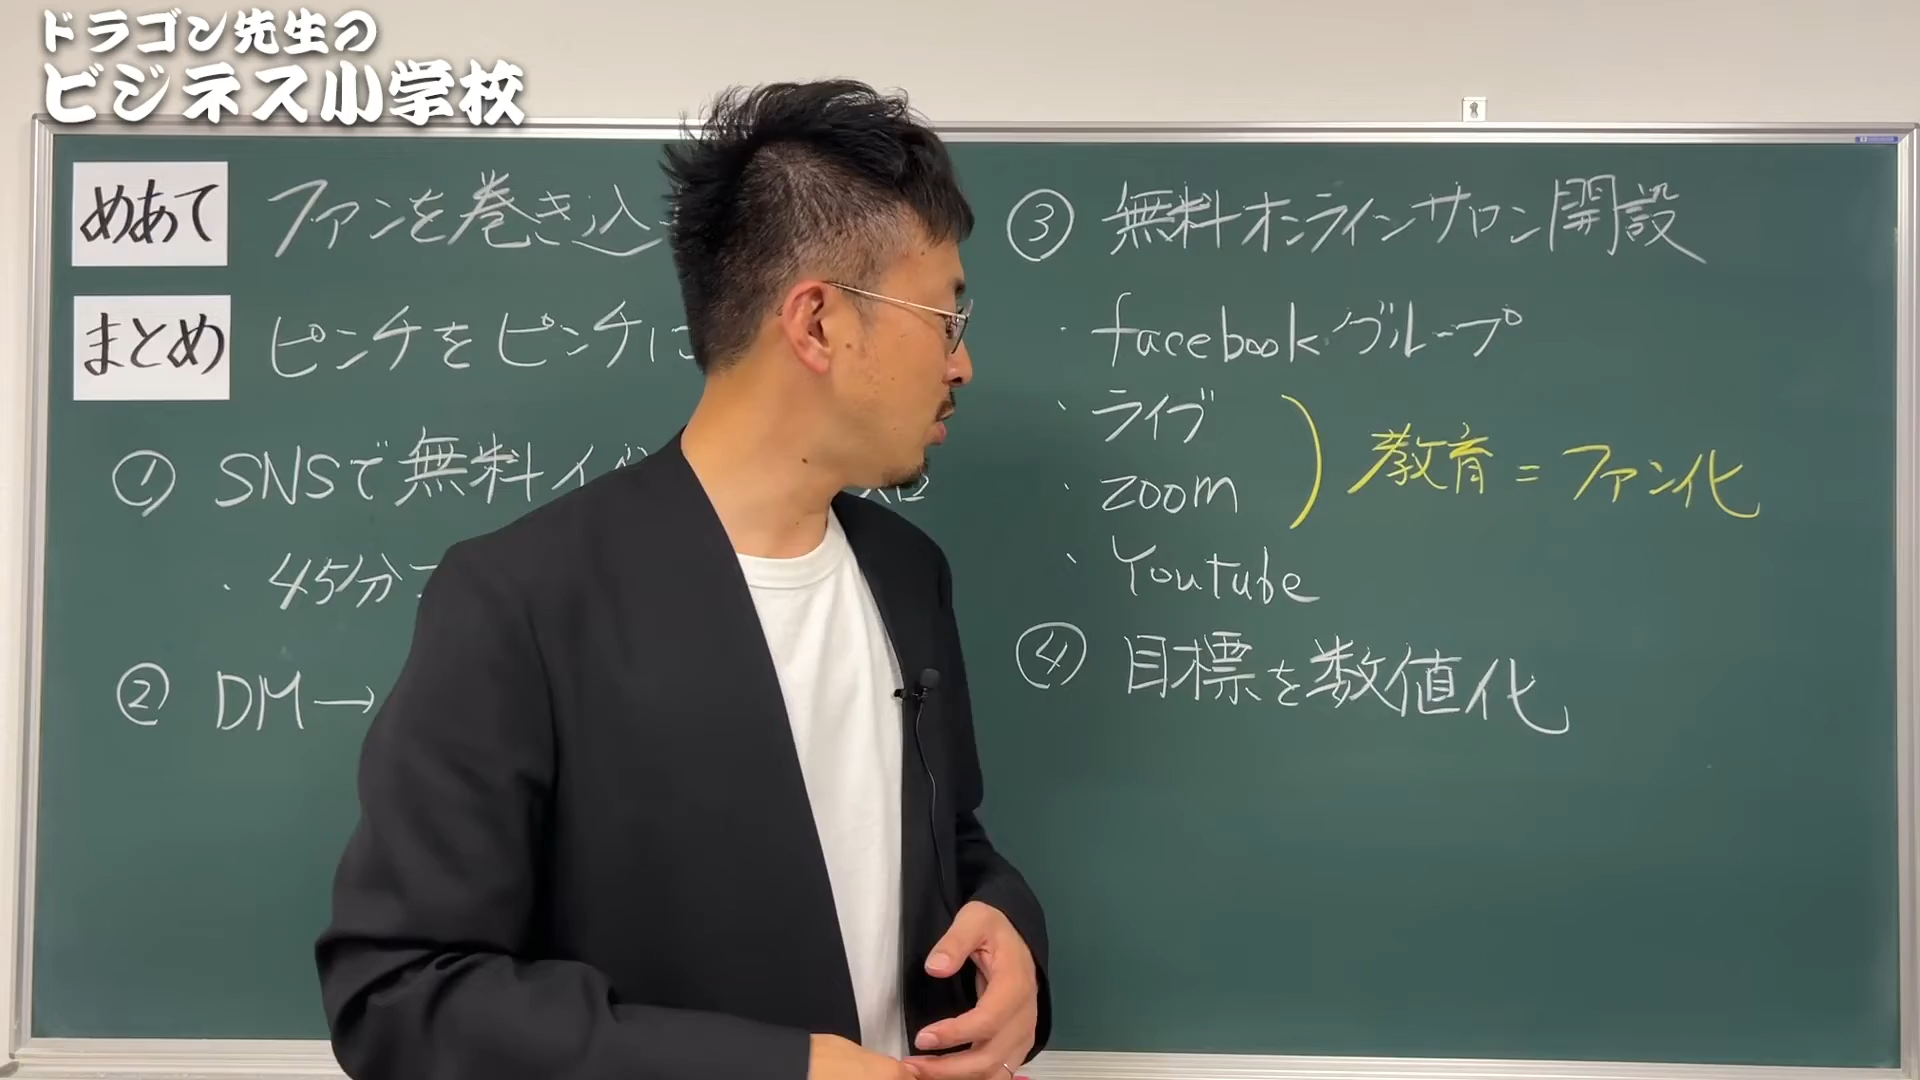 ドラゴン先生の
ビジネス小学校
めあて ファンを巻き込
まとめ ピンチをピンチに
① SNSで無料イベ
・45分
② DM→
③ 無料オンラインサロン開設
・facebookグループ
・ライブ
・zoom
教育=ファン化
・Youtube
④ 目標を数値化